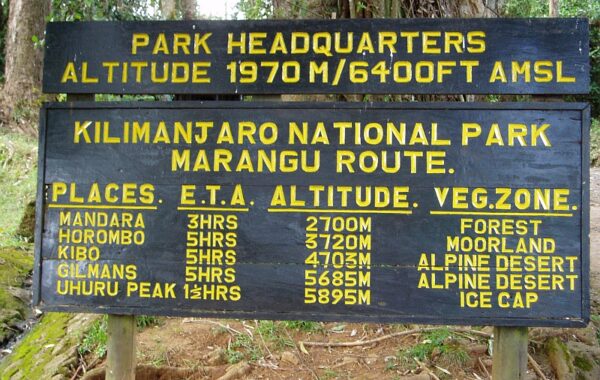 PARK HEADQUARTERS
ALTITUDE 1970 M/6400FT AMSL
KILIMANJARO NATIONAL PARK
MARANGU ROUTE.
PLACES. E.T.A. ALTITUDE. VEG.ZONE.
MANDARA 3HRS 2700M FOREST
HOROMBO 5HRS 3720M MOORLAND
KIBO 5HRS 4703M ALPINE DESERT
GILMANS 5HRS 5685M ALPINE DESERT
UHURU PEAK 1½HRS 5895M ICE CAP